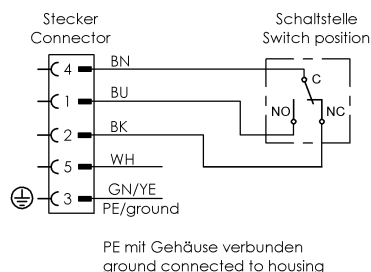 Stecker
Connector
Schaltstelle
Switch position
4 BN
1 BU
2 BK
5 WH
3 GN/YE
PE/ground
C
NO
NC
PE mit Gehäuse verbunden
ground connected to housing